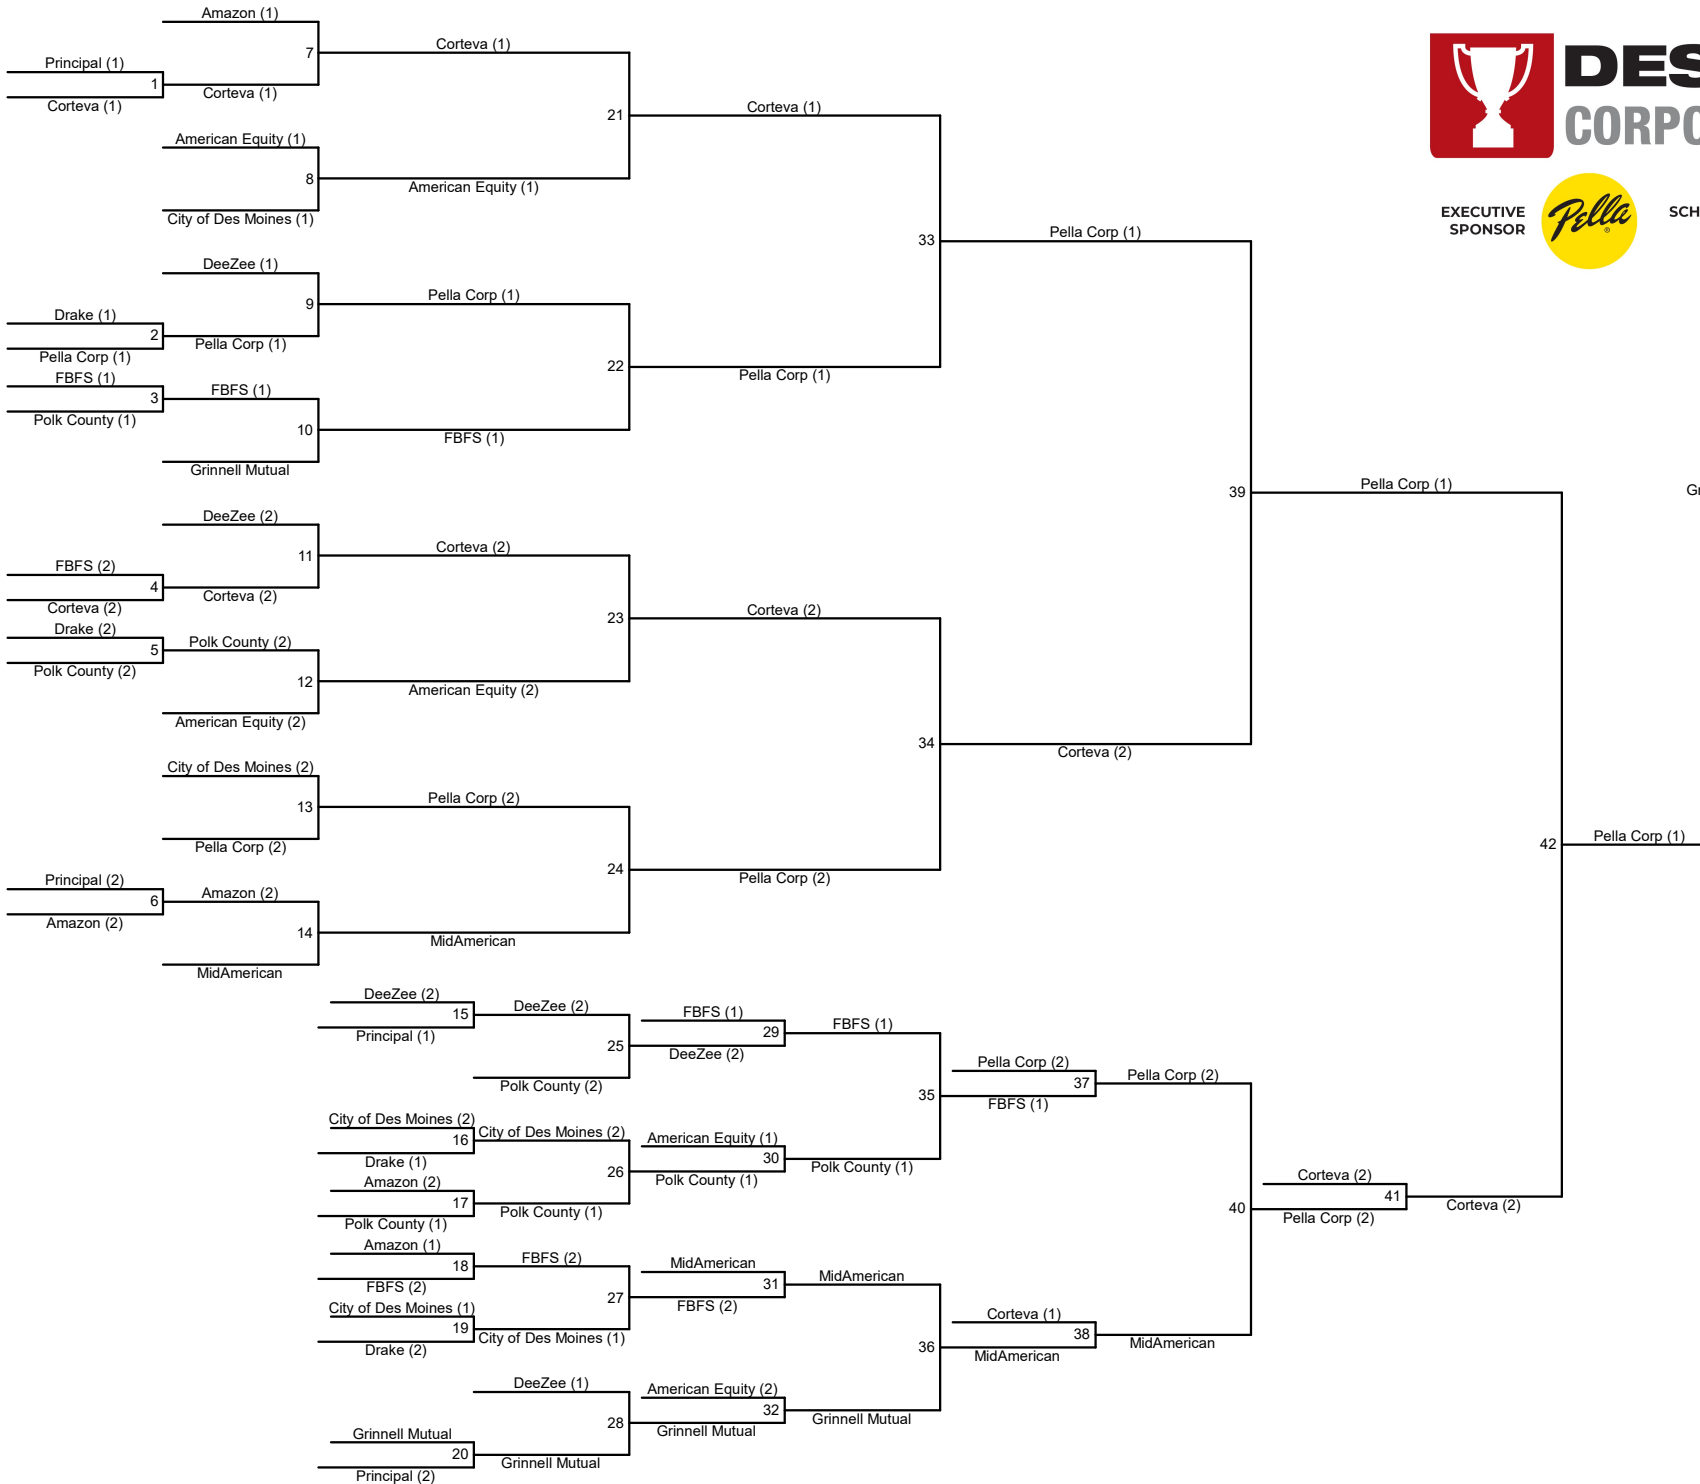 Amazon (1)
7
Principal (1)
1
Corteva (1)
Corteva (1)
Corteva (1)
21
American Equity (1)
8
City of Des Moines (1)
American Equity (1)
Corteva (1)
33
DeeZee (1)
9
Drake (1)
2
Pella Corp (1)
Pella Corp (1)
Pella Corp (1)
22
FBFS (1)
3
Polk County (1)
FBFS (1)
10
Grinnell Mutual
FBFS (1)
Pella Corp (1)
Pella Corp (1)
39
DeeZee (2)
11
FBFS (2)
4
Corteva (2)
Corteva (2)
Corteva (2)
23
Drake (2)
5
Polk County (2)
Polk County (2)
12
American Equity (2)
American Equity (2)
Corteva (2)
34
City of Des Moines (2)
13
Pella Corp (2)
Pella Corp (2)
24
Principal (2)
6
Amazon (2)
Amazon (2)
14
MidAmerican
MidAmerican
Pella Corp (2)
Corteva (2)
Pella Corp (1)
42
Pella Corp (1)
DeeZee (2)
15
Principal (1)
DeeZee (2)
25
Polk County (2)
FBFS (1)
29
DeeZee (2)
FBFS (1)
35
City of Des Moines (2)
16
Drake (1)
City of Des Moines (2)
26
Amazon (2)
17
Polk County (1)
Polk County (1)
American Equity (1)
30
Polk County (1)
Polk County (1)
Pella Corp (2)
37
FBFS (1)
Pella Corp (2)
40
Amazon (1)
18
FBFS (2)
FBFS (2)
27
City of Des Moines (1)
19
Drake (2)
City of Des Moines (1)
MidAmerican
31
FBFS (2)
MidAmerican
36
DeeZee (1)
28
Grinnell Mutual
20
Principal (2)
Grinnell Mutual
American Equity (2)
32
Grinnell Mutual
Grinnell Mutual
Corteva (1)
38
MidAmerican
MidAmerican
Corteva (2)
41
Pella Corp (2)
Corteva (2)
DES
CORPO
EXECUTIVE
SPONSOR
Pella
®
SCH